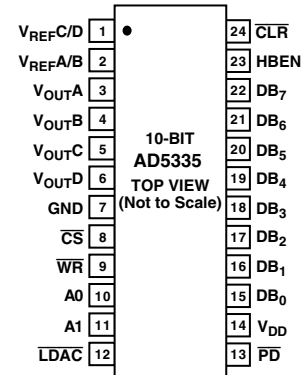 VREFC/D 1 24 CLR
VREFA/B 2 23 HBEN
VOUTA 3 22 DB7
VOUTB 4 21 DB6
VOUTC 5 10-BIT 20 DB5
VOUTD 6 AD5335 19 DB4
GND 7 TOP VIEW (Not to Scale) 18 DB3
CS 8 17 DB2
WR 9 16 DB1
A0 10 15 DB0
A1 11 14 VDD
LDAC 12 13 PD